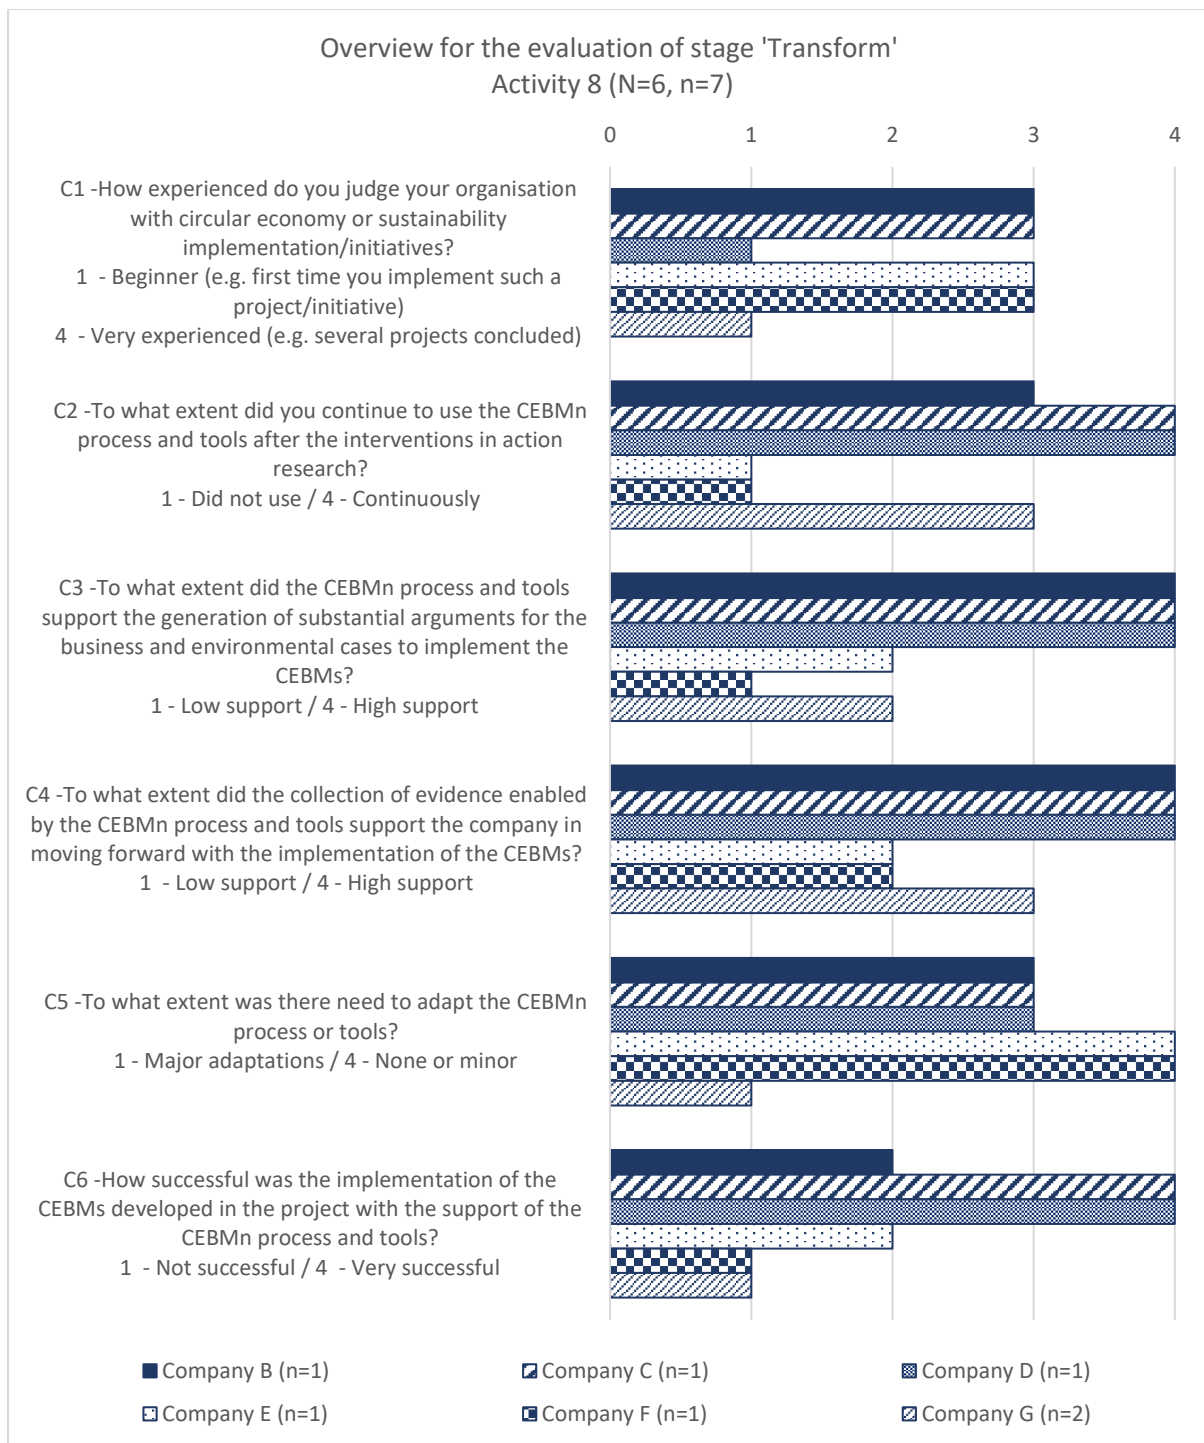 Overview for the evaluation of stage 'Transform'
Activity 8 (N=6, n=7)
0 1 2 3 4
C1 -How experienced do you judge your organisation
with circular economy or sustainability
implementation/initiatives?
1 - Beginner (e.g. first time you implement such a
project/initiative)
4 - Very experienced (e.g. several projects concluded)
C2 -To what extent did you continue to use the CEBMn
process and tools after the interventions in action
research?
1 - Did not use / 4 - Continuously
C3 -To what extent did the CEBMn process and tools
support the generation of substantial arguments for the
business and environmental cases to implement the
CEBMs?
1 - Low support / 4 - High support
C4 -To what extent did the collection of evidence enabled
by the CEBMn process and tools support the company in
moving forward with the implementation of the CEBMs?
1 - Low support / 4 - High support
C5 -To what extent was there need to adapt the CEBMn
process or tools?
1 - Major adaptations / 4 - None or minor
C6 -How successful was the implementation of the
CEBMs developed in the project with the support of the
CEBMn process and tools?
1 - Not successful / 4 - Very successful
Company B (n=1) Company C (n=1) Company D (n=1)
Company E (n=1) Company F (n=1) Company G (n=2)